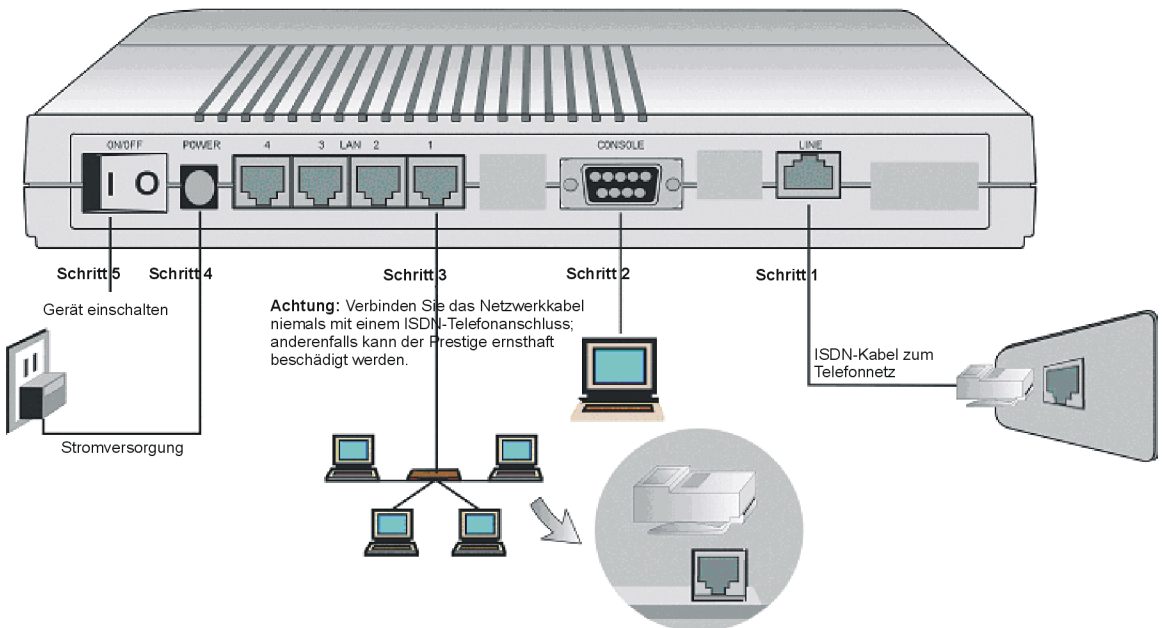 ON/OFF POWER 4 3 LAN 2 1 CONSOLE LINE
I O
Schritt 5 Schritt 4 Schritt 3 Schritt 2 Schritt 1
Gerät einschalten
Achtung: Verbinden Sie das Netzwerkkabel
niemals mit einem ISDN-Telefonanschluss;
anderenfalls kann der Prestige ernsthaft
beschädigt werden.
ISDN-Kabel zum
Telefonnetz
Stromversorgung